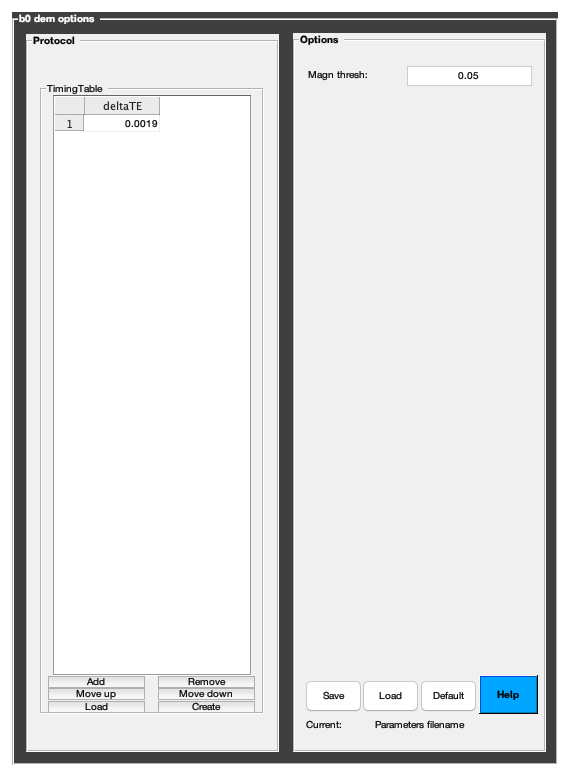 b0 dem options
Protocol
TimingTable
deltaTE
1 0.0019
Add Remove
Move up Move down
Load Create
Options
Magn thresh: 0.05
Save Load Default Help
Current: Parameters filename